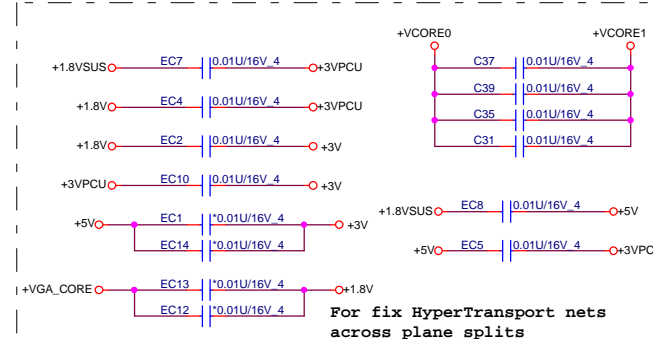 +VCORE0 +VCORE1
+1.8VSUS EC7 0.01U/16V_4 +3VPCU
C37 0.01U/16V_4
+1.8V EC4 0.01U/16V_4 +3VPCU
C39 0.01U/16V_4
C35 0.01U/16V_4
+1.8V EC2 0.01U/16V_4 +3V
C31 0.01U/16V_4
+3VPCU EC10 0.01U/16V_4 +3V
+5V EC1 *0.01U/16V_4 +3V
EC14 *0.01U/16V_4
+1.8VSUS EC8 0.01U/16V_4 +5V
+5V EC5 0.01U/16V_4 +3VPC
+VGA_CORE EC13 *0.01U/16V_4 +1.8V
EC12 *0.01U/16V_4
For fix HyperTransport nets
across plane splits